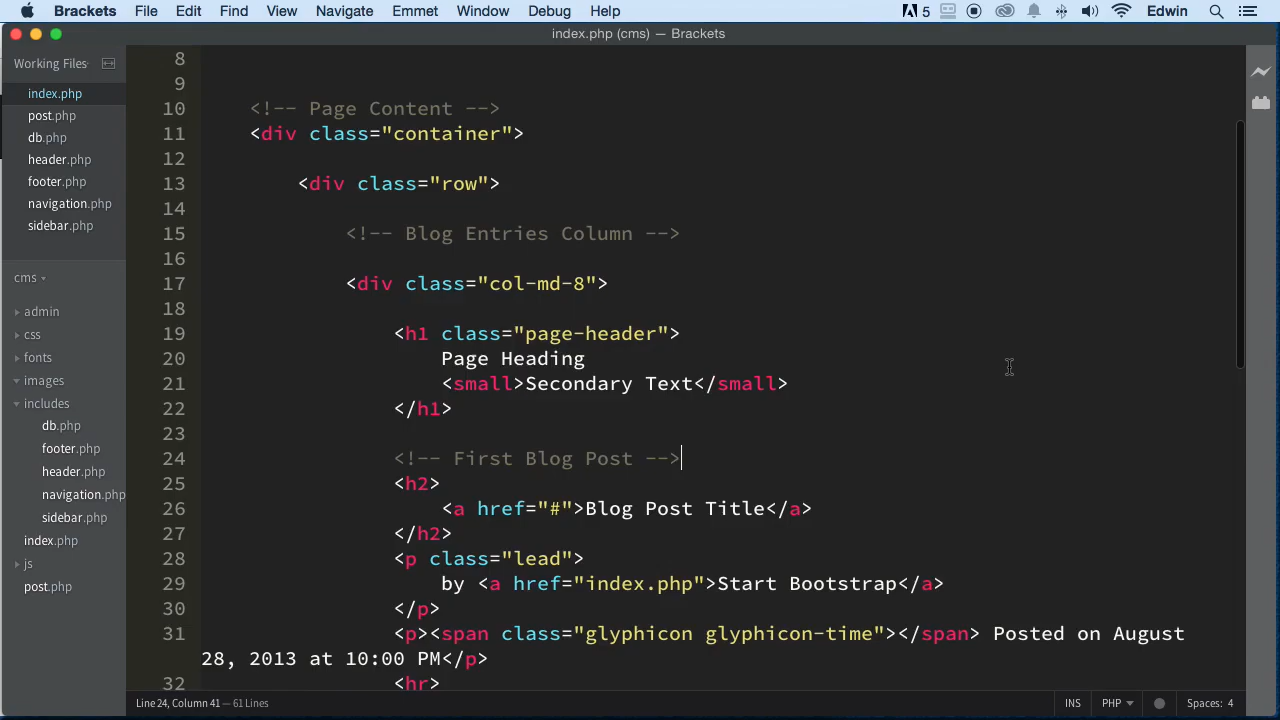 Brackets File Edit Find View Navigate Emmet Window Debug Help 5 Edwin
index.php (cms) — Brackets
Working Files
index.php
post.php
db.php
header.php
footer.php
navigation.php
sidebar.php
cms
admin
css
fonts
images
includes
db.php
footer.php
header.php
navigation.php
sidebar.php
index.php
js
post.php
8
9
10 <!-- Page Content -->
11 <div class="container">
12
13 <div class="row">
14
15 <!-- Blog Entries Column -->
16
17 <div class="col-md-8">
18
19 <h1 class="page-header">
20 Page Heading
21 <small>Secondary Text</small>
22 </h1>
23
24 <!-- First Blog Post -->
25 <h2>
26 <a href="#">Blog Post Title</a>
27 </h2>
28 <p class="lead">
29 by <a href="index.php">Start Bootstrap</a>
30 </p>
31 <p><span class="glyphicon glyphicon-time"></span> Posted on August
28, 2013 at 10:00 PM</p>
32 <hr>
Line 24, Column 41 — 61 Lines INS PHP Spaces: 4